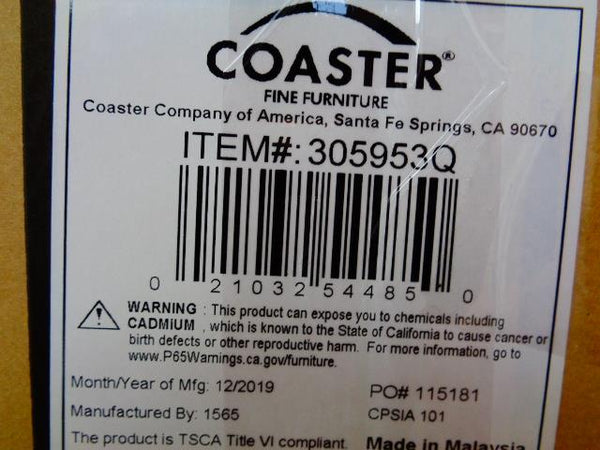 COASTER®
FINE FURNITURE
Coaster Company of America, Santa Fe Springs, CA 90670
ITEM#: 305953Q
0 21032 54485 0
WARNING : This product can expose you to chemicals including
CADMIUM , which is known to the State of California to cause cancer or
birth defects or other reproductive harm. For more information, go to
www.P65Warnings.ca.gov/furniture.
Month/Year of Mfg: 12/2019
PO# 115181
Manufactured By: 1565
CPSIA 101
The product is TSCA Title VI compliant. Made in Malaysia